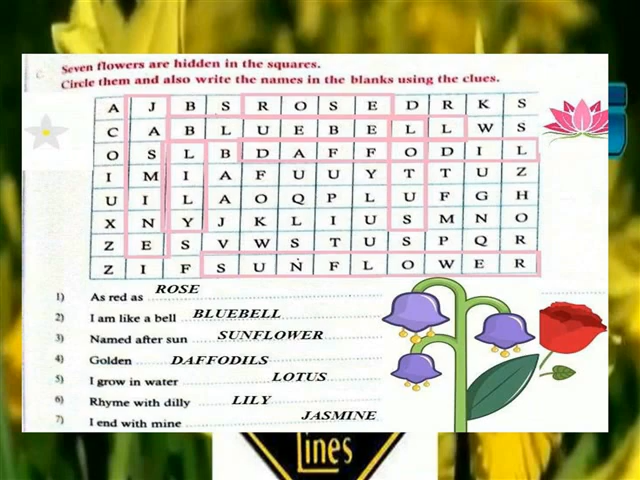 C Seven flowers are hidden in the squares.
Circle them and also write the names in the blanks using the clues.
A J B S R O S E D R K S
C A B L U E B E L L W S
O S L B D A F F O D I L
I M I A F U U Y T T U Z
U I L A O Q P L U F G H
X N Y J K L I U S M N O
Z E S V W S T U S P Q R
Z I F S U N F L O W E R
1) As red as ROSE
2) I am like a bell BLUEBELL
3) Named after sun SUNFLOWER
4) Golden DAFFODILS
5) I grow in water LOTUS
6) Rhyme with dilly LILY
7) I end with mine JASMINE
Lines